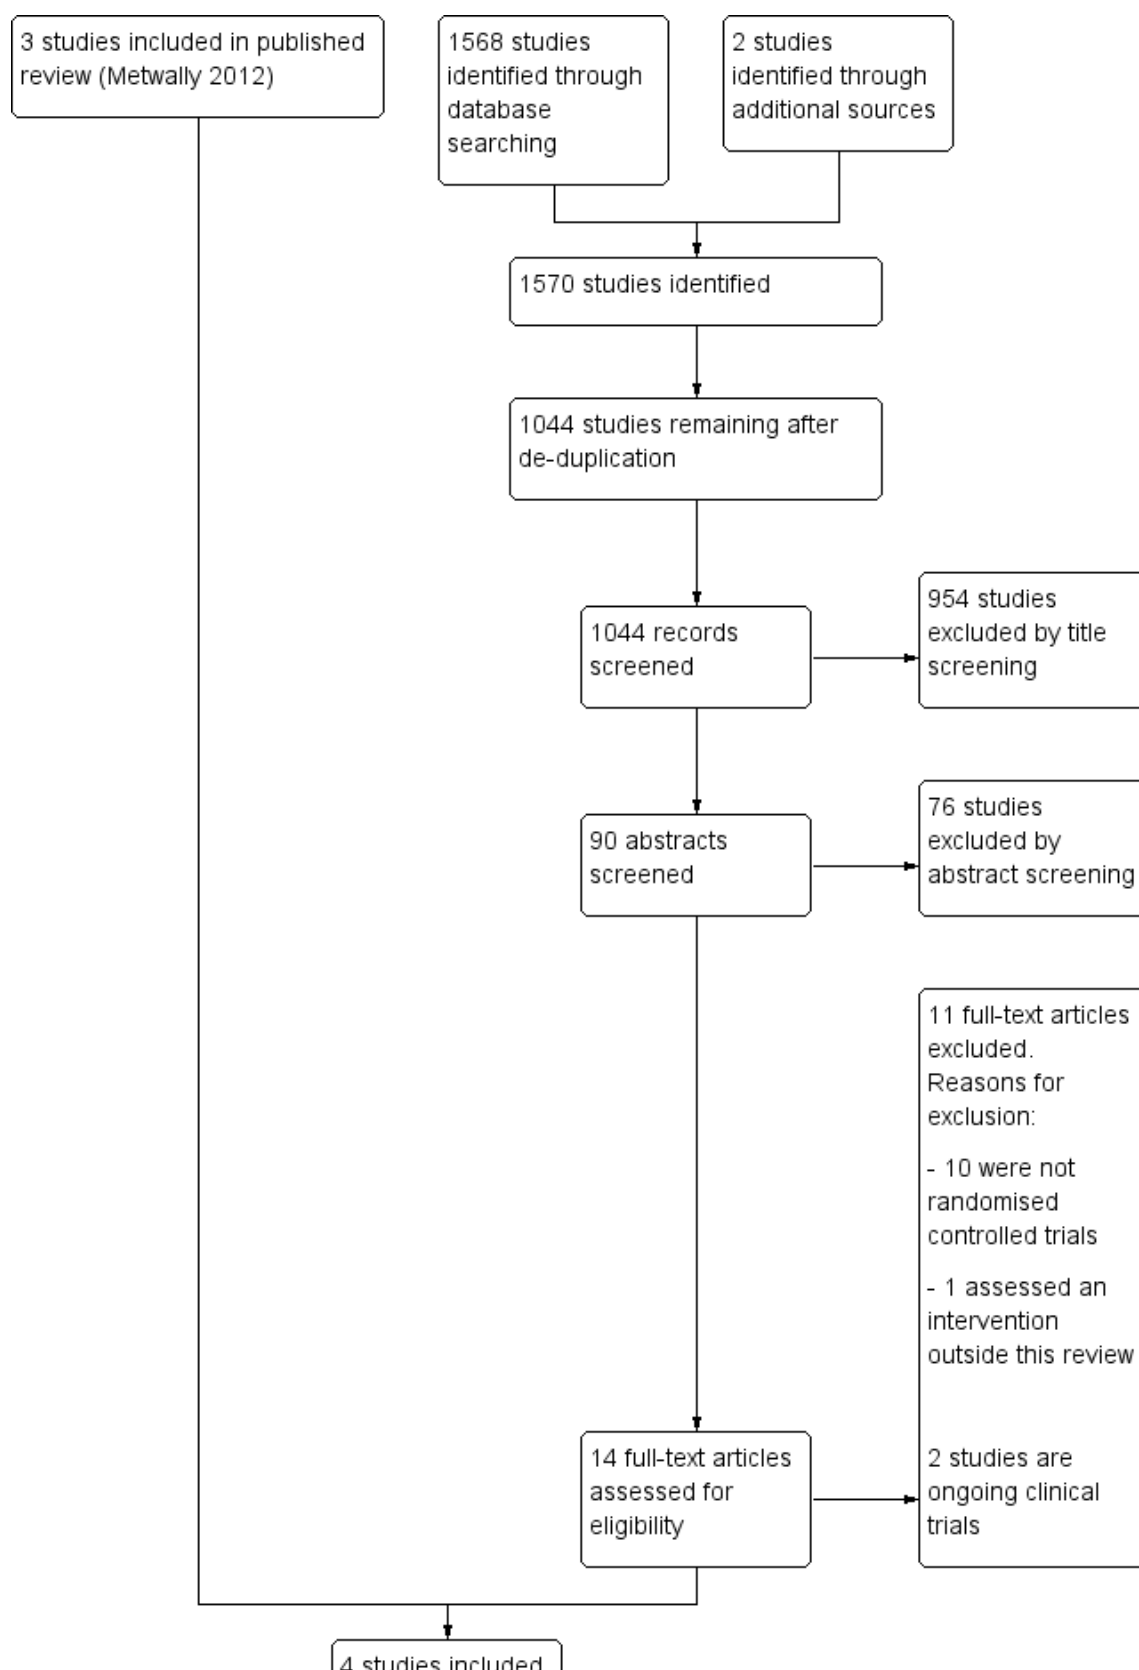 3 studies included in published
review (Metwally 2012)
1568 studies
identified through
database
searching
2 studies
identified through
additional sources
1570 studies identified
1044 studies remaining after
de-duplication
1044 records
screened
954 studies
excluded by title
screening
90 abstracts
screened
76 studies
excluded by
abstract screening
11 full-text articles
excluded.
Reasons for
exclusion:
- 10 were not
randomised
controlled trials
- 1 assessed an
intervention
outside this review
14 full-text articles
assessed for
eligibility
2 studies are
ongoing clinical
trials
4 studies included